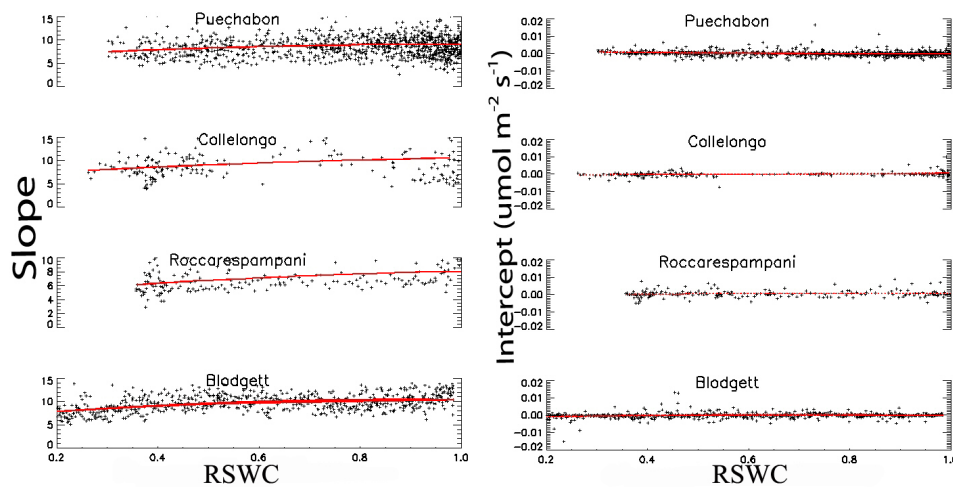 Puechabon
15
10
5
0
Collelongo
15
10
5
0
Roccarespampani
10
8
6
4
2
0
Blodgett
15
10
5
0
0.2 0.4 0.6 0.8 1.0
RSWC
Slope
Puechabon
0.02
0.01
0.00
-0.01
-0.02
Collelongo
0.02
0.01
0.00
-0.01
-0.02
Roccarespampani
0.02
0.01
0.00
-0.01
-0.02
Blodgett
0.02
0.01
0.00
-0.01
-0.02
0.2 0.4 0.6 0.8 1.0
RSWC
Intercept (umol m⁻² s⁻¹)